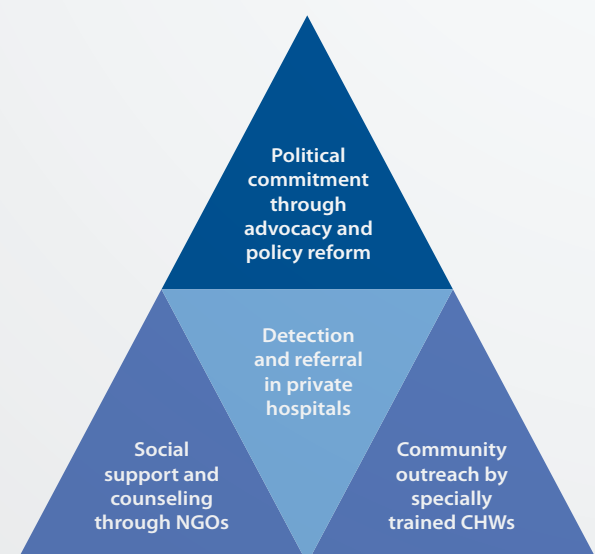 Political
commitment
through
advocacy and
policy reform
Detection
and referral
in private
hospitals
Social
support and
counseling
through NGOs
Community
outreach by
specially
trained CHWs